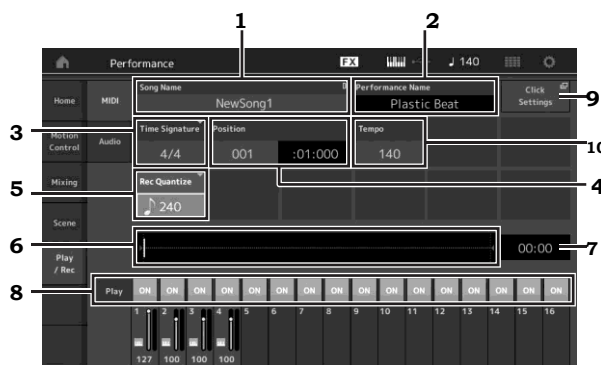 1 2
Performance FX ♩ 140
Home MIDI Song Name NewSong1 Performance Name Plastic Beat Click Settings 9
3 Motion Control Audio Time Signature 4/4 Position 001 :01:000 Tempo 140 10
4
5 Mixing Rec Quantize 240
Scene
6 00:00 7
Play / Rec
8 Play ON ON ON ON ON ON ON ON ON ON ON ON ON ON ON ON
1 2 3 4 5 6 7 8 9 10 11 12 13 14 15 16
127 100 100 100